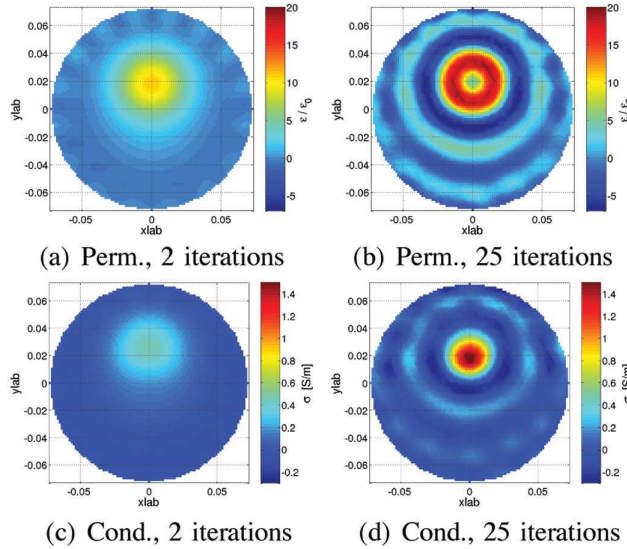 20
15
10
5
0
-5
ε / ε0
0.06
0.04
0.02
0
-0.02
-0.04
-0.06
ylab
-0.05 0 0.05
xlab
(a) Perm., 2 iterations
20
15
10
5
0
-5
ε / ε0
0.06
0.04
0.02
0
-0.02
-0.04
-0.06
ylab
-0.05 0 0.05
xlab
(b) Perm., 25 iterations
1.4
1.2
1
0.8
0.6
0.4
0.2
0
-0.2
σ [S/m]
0.06
0.04
0.02
0
-0.02
-0.04
-0.06
ylab
-0.05 0 0.05
xlab
(c) Cond., 2 iterations
1.4
1.2
1
0.8
0.6
0.4
0.2
0
-0.2
σ [S/m]
0.06
0.04
0.02
0
-0.02
-0.04
-0.06
ylab
-0.05 0 0.05
xlab
(d) Cond., 25 iterations